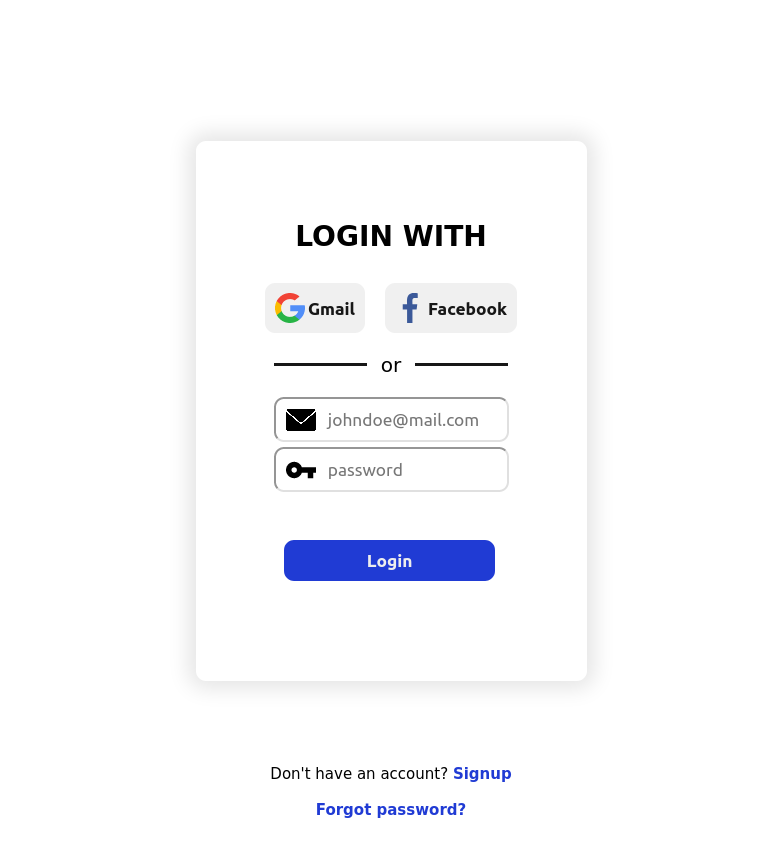 LOGIN WITH
Gmail Facebook
or
johndoe@mail.com
password
Login
Don't have an account? Signup
Forgot password?